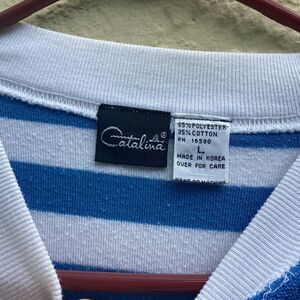 Catalina®
65% POLYESTER
35% COTTON
RN 16580
L
MADE IN KOREA
OVER FOR CARE